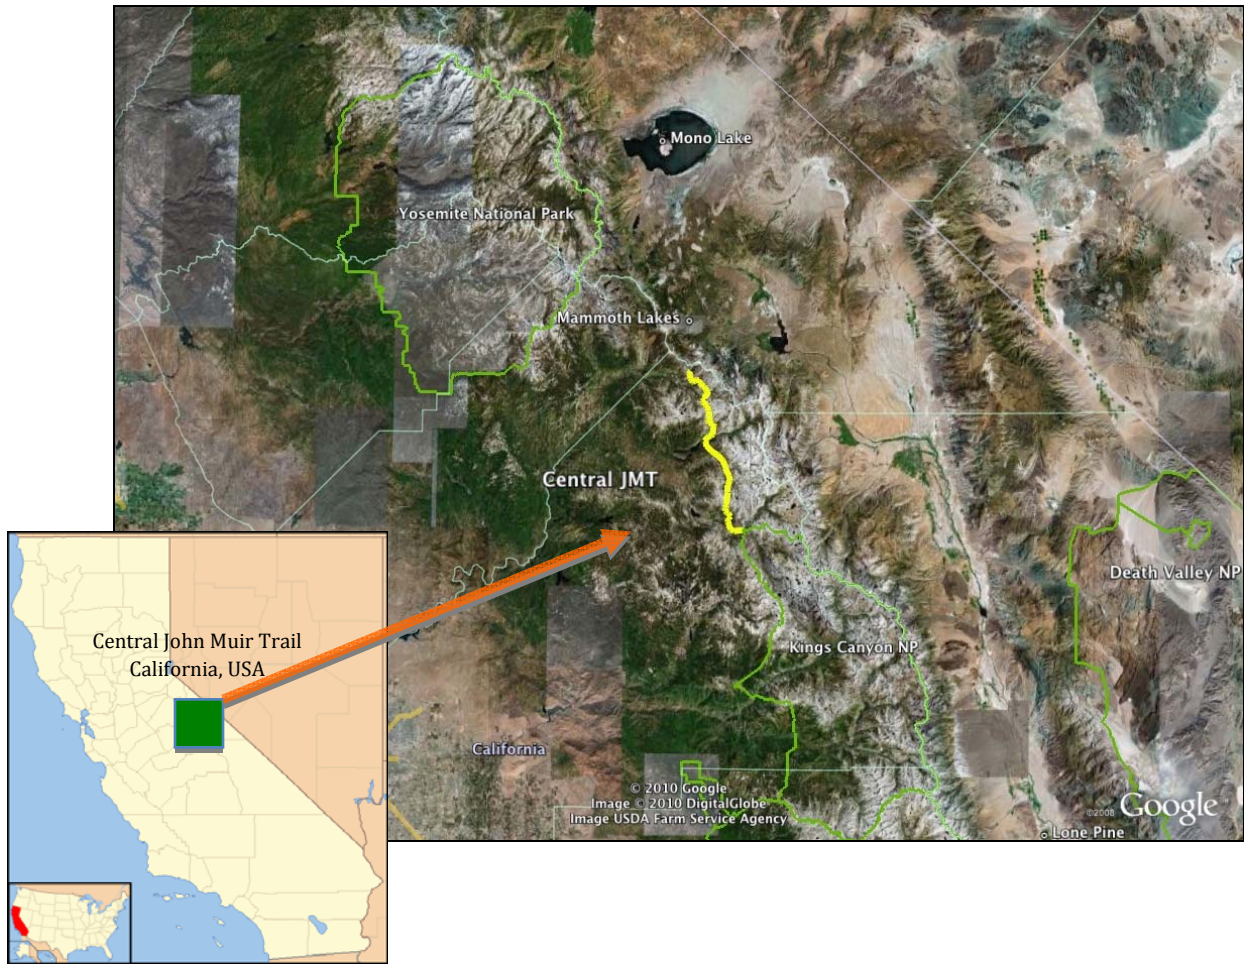 Mono Lake
Yosemite National Park
Mammoth Lakes
Central JMT
Death Valley NP
Central John Muir Trail
California, USA
Kings Canyon NP
California
© 2010 Google
Image © 2010 DigitalGlobe
Image USDA Farm Service Agency
©2008 Google
Lone Pine